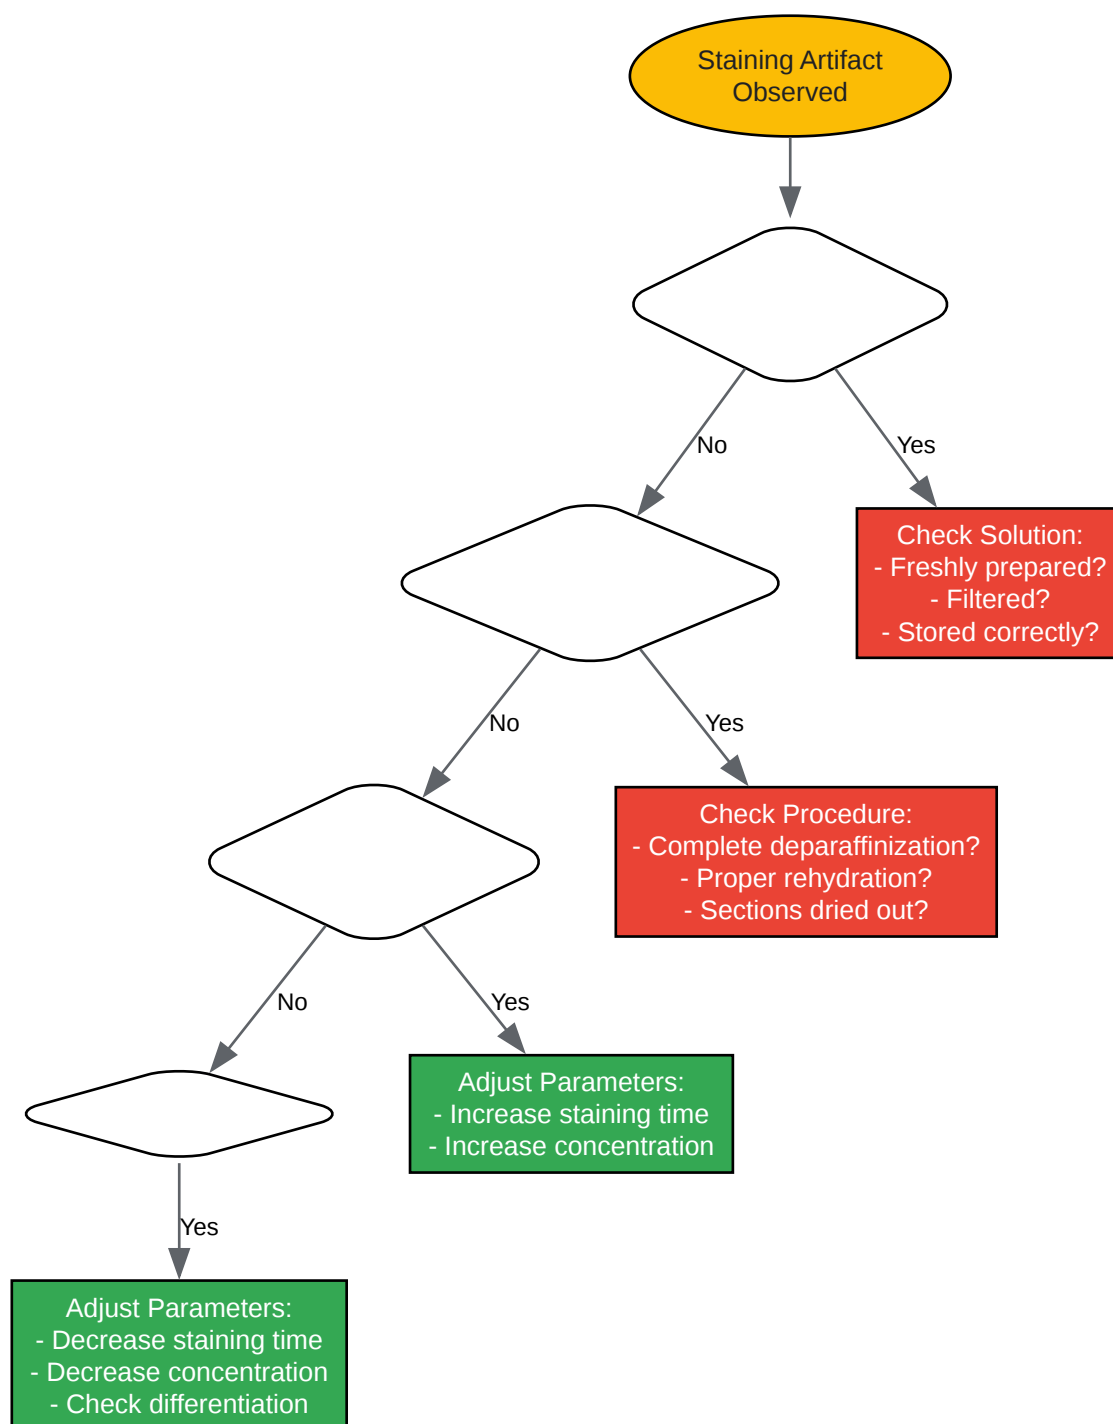 Staining Artifact
Observed
No
Yes
Check Solution:
- Freshly prepared?
- Filtered?
- Stored correctly?
No
Yes
Check Procedure:
- Complete deparaffinization?
- Proper rehydration?
- Sections dried out?
No
Yes
Adjust Parameters:
- Increase staining time
- Increase concentration
Yes
Adjust Parameters:
- Decrease staining time
- Decrease concentration
- Check differentiation